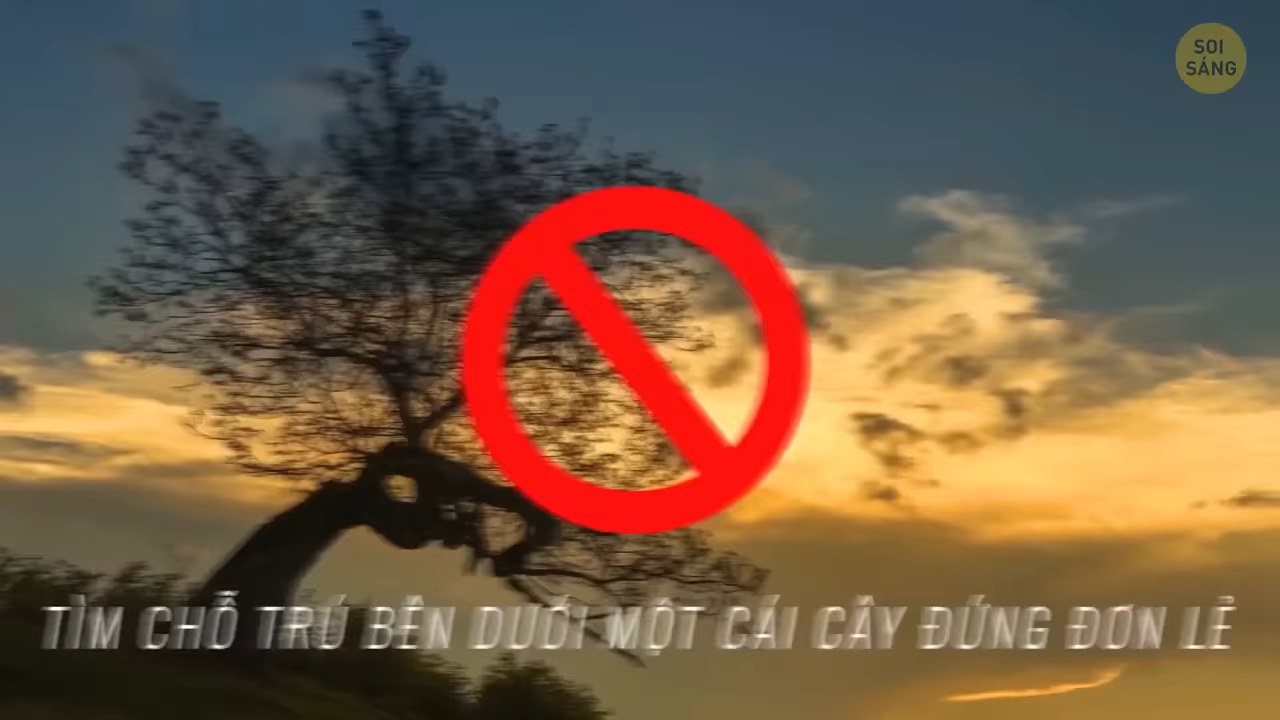 SOI
SÁNG
TÌM CHỖ TRÚ BÊN DƯỚI MỘT CÁI CÂY ĐỨNG ĐƠN LẺ